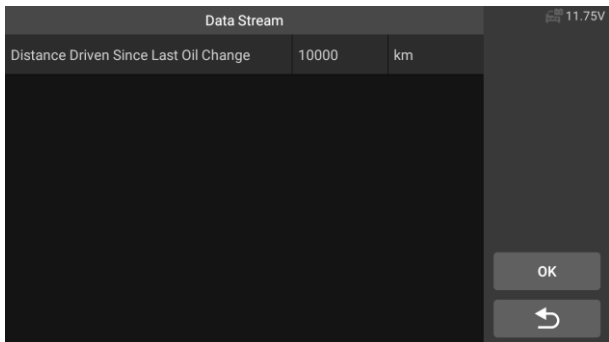 Data Stream
11.75V
Distance Driven Since Last Oil Change 10000 km
OK